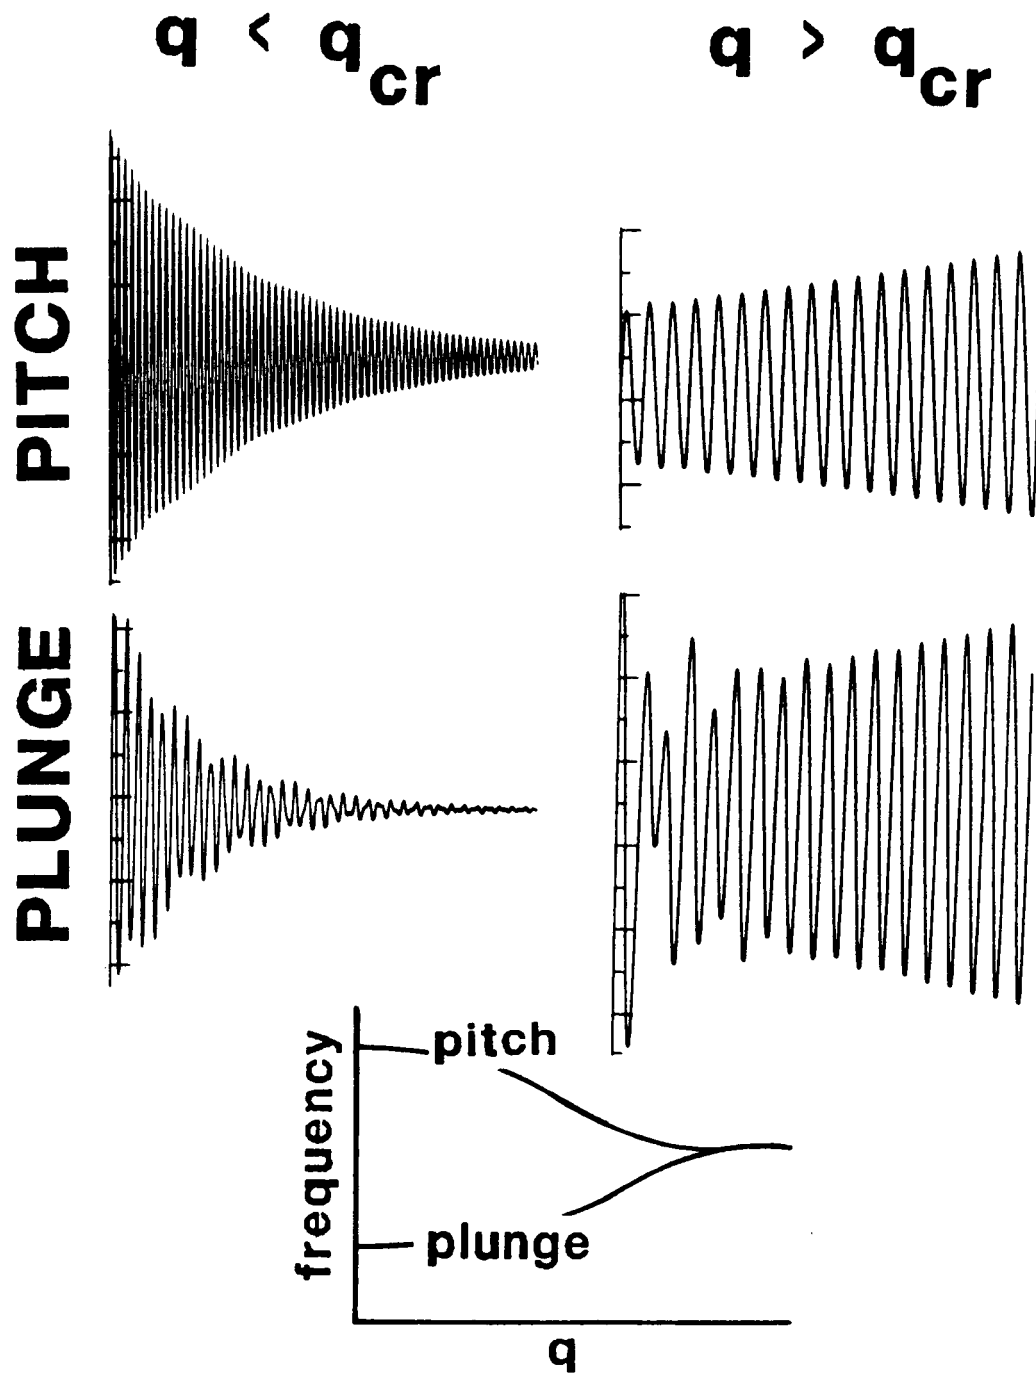 q < qcr
q > qcr
PITCH
PLUNGE
frequency
pitch
plunge
q